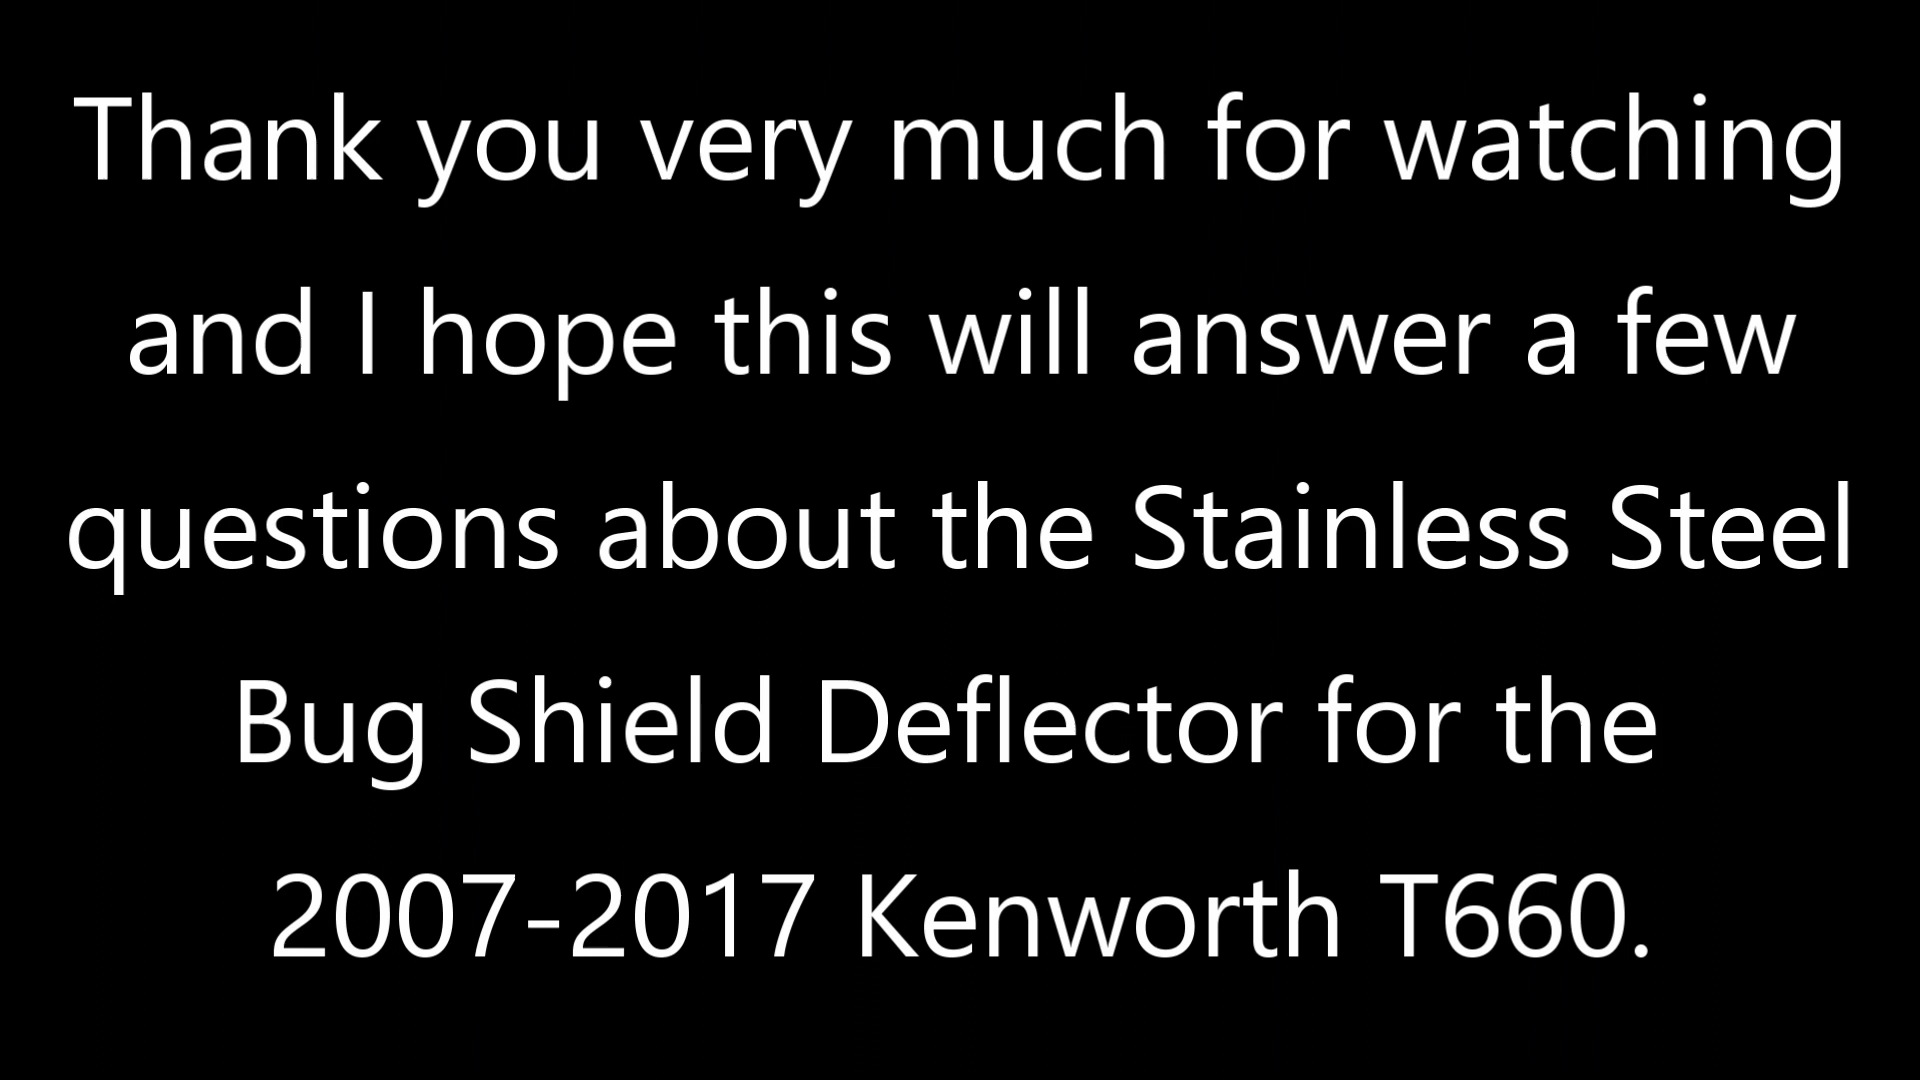 Thank you very much for watching
and I hope this will answer a few
questions about the Stainless Steel
Bug Shield Deflector for the
2007-2017 Kenworth T660.